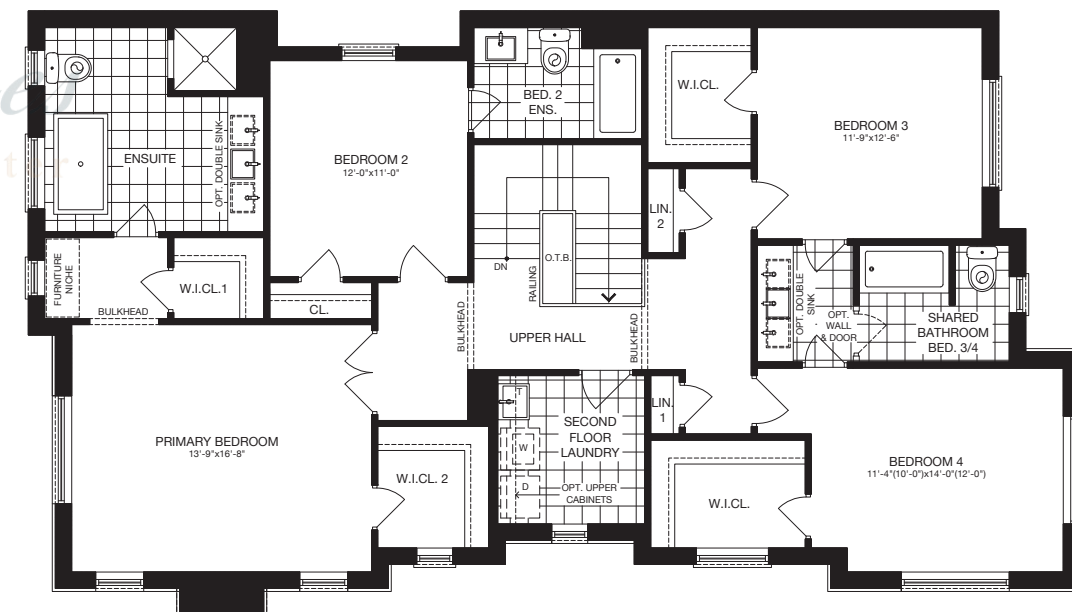 ENSUITE
OPT. DOUBLE SINK
FURNITURE
NICHE
W.I.CL.1
BULKHEAD
BEDROOM 2
12'-0"x11'-0"
CL.
BED. 2
ENS.
W.I.CL.
BEDROOM 3
11'-9"x12'-6"
LIN.
2
DN
RAILING
O.T.B.
BULKHEAD
UPPER HALL
BULKHEAD
OPT. DOUBLE
SINK
OPT.
WALL
& DOOR
SHARED
BATHROOM
BED. 3/4
PRIMARY BEDROOM
13'-9"x16'-8"
W.I.CL. 2
T
W
D
SECOND
FLOOR
LAUNDRY
OPT. UPPER
CABINETS
LIN.
1
W.I.CL.
BEDROOM 4
11'-4"(10'-0")x14'-0"(12'-0")